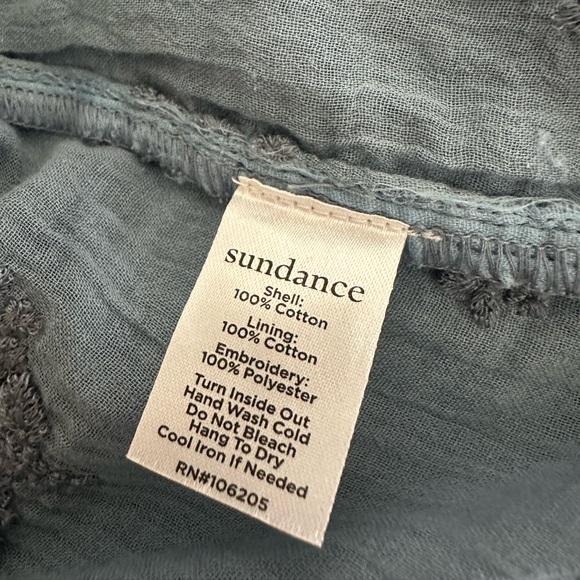 sundance
Shell:
100% Cotton
Lining:
100% Cotton
Embroidery:
100% Polyester
Turn Inside Out
Hand Wash Cold
Do Not Bleach
Hang To Dry
Cool Iron If Needed
RN#106205